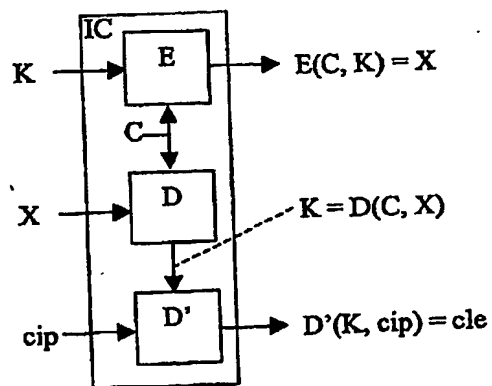 IC
K E E(C, K) = X
C
X D K = D(C, X)
cip D' D'(K, cip) = cle